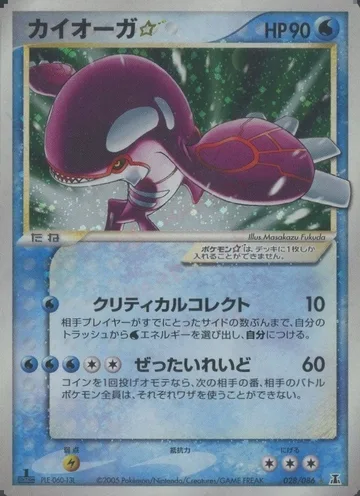 カイオーガ☆ HP90
Illus. Masakazu Fukuda
たね
ポケモン☆は、デッキに1枚しか
入れることができません。
クリティカルコレクト 10
相手プレイヤーがすでにとったサイドの数ぶんまで、自分の
トラッシュから エネルギーを選び出し、自分につける。
ぜったいれいど 60
コインを1回投げオモテなら、次の相手の番、相手のバトル
ポケモン全員は、それぞれワザを使えない。
弱点 抵抗力 にげる
1 PLE-060-131
©2005 Pokémon/Nintendo/Creatures/GAME FREAK
028/086